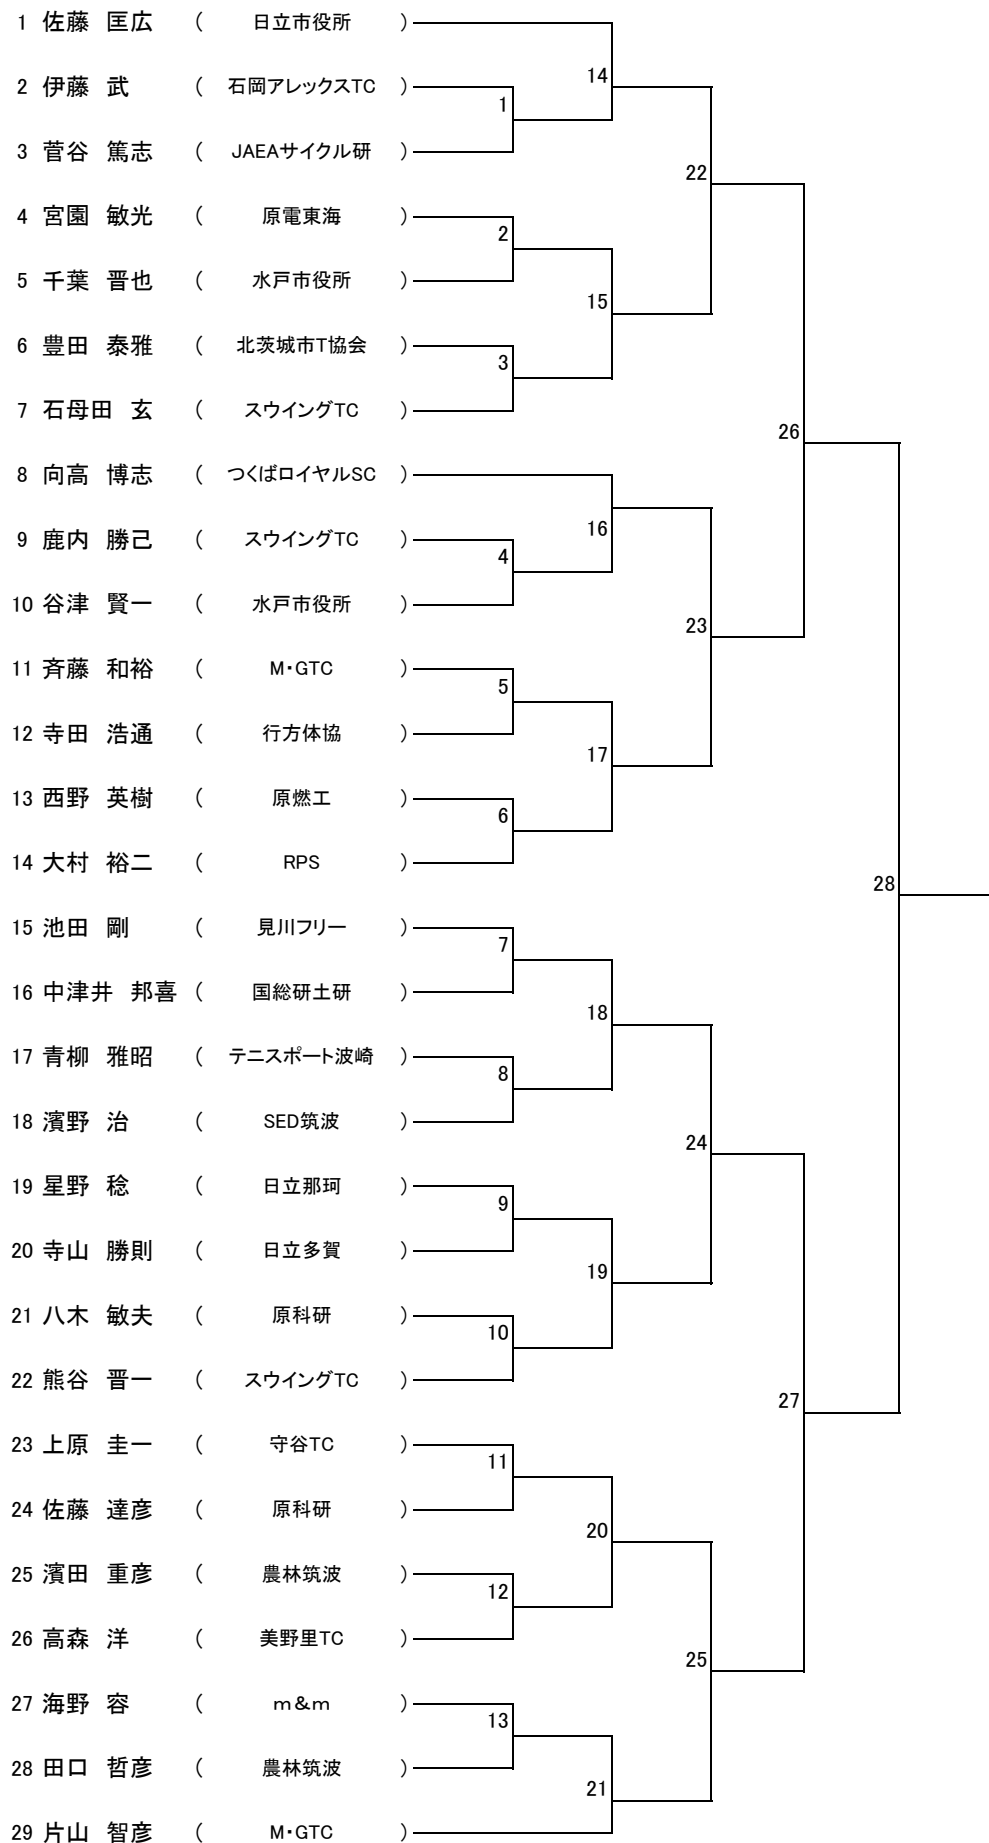 1 佐藤 匡広 ( 日立市役所 )
14
2 伊藤 武 ( 石岡アレックスTC )
1
3 菅谷 篤志 ( JAEAサイクル研 )
22
4 宮園 敏光 ( 原電東海 )
2
5 千葉 晋也 ( 水戸市役所 )
15
6 豊田 泰雅 ( 北茨城市T協会 )
3
7 石母田 玄 ( スウイングTC )
26
8 向高 博志 ( つくばロイヤルSC )
16
9 鹿内 勝己 ( スウイングTC )
4
10 谷津 賢一 ( 水戸市役所 )
23
11 斉藤 和裕 ( M・GTC )
5
12 寺田 浩通 ( 行方体協 )
17
13 西野 英樹 ( 原燃工 )
6
14 大村 裕二 ( RPS )
28
15 池田 剛 ( 見川フリー )
7
16 中津井 邦喜 ( 国総研土研 )
18
17 青柳 雅昭 ( テニスポート波崎 )
8
18 濱野 治 ( SED筑波 )
24
19 星野 稔 ( 日立那珂 )
9
20 寺山 勝則 ( 日立多賀 )
19
21 八木 敏夫 ( 原科研 )
10
22 熊谷 晋一 ( スウイングTC )
27
23 上原 圭一 ( 守谷TC )
11
24 佐藤 達彦 ( 原科研 )
20
25 濱田 重彦 ( 農林筑波 )
12
26 高森 洋 ( 美野里TC )
25
27 海野 容 ( m&m )
13
28 田口 哲彦 ( 農林筑波 )
21
29 片山 智彦 ( M・GTC )